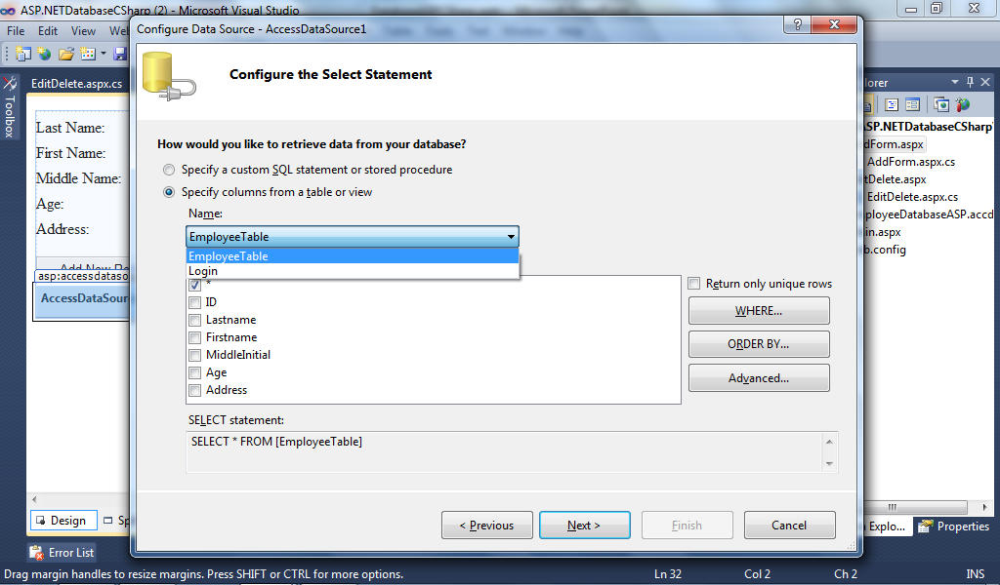 ASP.NETDatabaseCSharp (2) - Microsoft Visual Studio
File Edit View
Configure Data Source - AccessDataSource1
Configure the Select Statement
EditDelete.aspx.cs
Toolbox
Last Name:
First Name:
Middle Name:
Age:
Address:
Add New
asp:accessdataso
AccessDataSour
How would you like to retrieve data from your database?
Specify a custom SQL statement or stored procedure
Specify columns from a table or view
Name:
EmployeeTable
EmployeeTable
Login
*
ID
Lastname
Firstname
MiddleInitial
Age
Address
Return only unique rows
WHERE...
ORDER BY...
Advanced...
SELECT statement:
SELECT * FROM [EmployeeTable]
< Previous
Next >
Finish
Cancel
lorer
ASP.NETDatabaseCSharp
dForm.aspx
AddForm.aspx.cs
tDelete.aspx
EditDelete.aspx.cs
ployeeDatabaseASP.accd
in.aspx
b.config
Design
Sp
Explo...
Properties
Error List
Drag margin handles to resize margins. Press SHIFT or CTRL for more options.
Ln 32
Col 2
Ch 2
INS